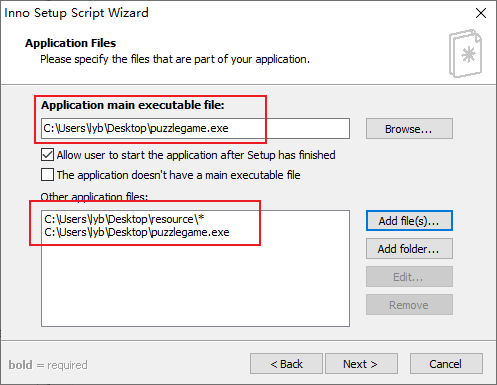 Inno Setup Script Wizard
Application Files
Please specify the files that are part of your application.
Application main executable file:
C:\Users\lyb\Desktop\puzzlegame.exe
Browse...
Allow user to start the application after Setup has finished
The application doesn't have a main executable file
Other application files:
C:\Users\lyb\Desktop\resource\*
C:\Users\lyb\Desktop\puzzlegame.exe
Add file(s)...
Add folder...
Edit...
Remove
bold = required
< Back
Next >
Cancel